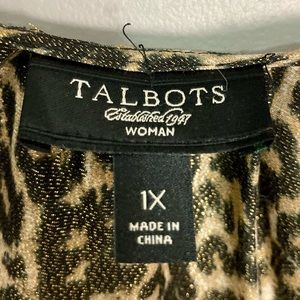 TALBOTS
Established 1947
WOMAN
1X
MADE IN
CHINA